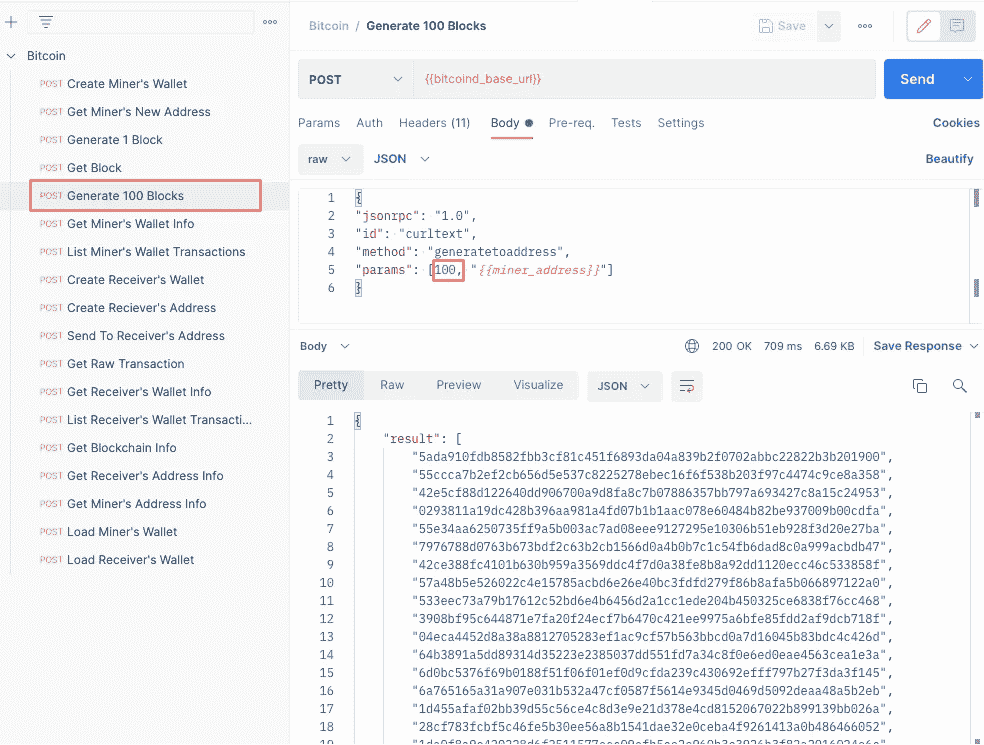 Bitcoin / Generate 100 Blocks
Save
Bitcoin
POST Create Miner's Wallet
POST Get Miner's New Address
POST Generate 1 Block
POST Get Block
POST Generate 100 Blocks
POST Get Miner's Wallet Info
POST List Miner's Wallet Transactions
POST Create Receiver's Wallet
POST Create Reciever's Address
POST Send To Receiver's Address
POST Get Raw Transaction
POST Get Receiver's Wallet Info
POST List Receiver's Wallet Transacti...
POST Get Blockchain Info
POST Get Receiver's Address Info
POST Get Miner's Address Info
POST Load Miner's Wallet
POST Load Receiver's Wallet
POST {{bitcoind_base_url}} Send
Params Auth Headers (11) Body Pre-req. Tests Settings Cookies
raw JSON Beautify
1 {
2 "jsonrpc": "1.0",
3 "id": "curltext",
4 "method": "generatetoaddress",
5 "params": [100, "{{miner_address}}"]
6 }
Body 200 OK 709 ms 6.69 KB Save Response
Pretty Raw Preview Visualize JSON
1 {
2 "result": [
3 "5ada910fdb8582fbb3cf81c451f6893da04a839b2f0702abbc22822b3b201900",
4 "55ccca7b2ef2cb656d5e537c8225278ebec16f6f538b203f97c4474c9ce8a358",
5 "42e5cf88d122640dd906700a9d8fa8c7b07886357bb797a693427c8a15c24953",
6 "0293811a19dc428b396aa981a4fd07b1b1aac078e60484b82be937009b00cdfa",
7 "55e34aa6250735ff9a5b003ac7ad08eee9127295e10306b51eb928f3d20e27ba",
8 "7976788d0763b673bdf2c63b2cb1566d0a4b0b7c1c54fb6dad8c0a999acbdb47",
9 "42ce388fc4101b630b959a3569ddc4f7d0a38fe8b8a92dd1120ecc46c533858f",
10 "57a48b5e526022c4e15785acbd6e26e40bc3fdfd279f86b8afa5b066897122a0",
11 "533eec73a79b17612c52bd6e4b6456d2a1cc1ede204b450325ce6838f76cc468",
12 "3908bf95c644871e7fa20f24ecf7b6470c421ee9975a6bfe85fdd2af9dcb718f",
13 "04eca4452d8a38a8812705283ef1ac9cf57b563bbcd0a7d16045b83bdc4c426d",
14 "64b3891a5dd89314d35223e2385037dd551fd7a34c8f0e6ed0eae4563cea1e3a",
15 "6d0bc5376f69b0188f51f06f01ef0d9cfda239c430692efff797b27f3da3f145",
16 "6a765165a31a907e031b532a47cf0587f5614e9345d0469d5092deaa48a5b2eb",
17 "1d455afaf02bb39d55c56ce4c8d3e9e21d378e4cd8152067022b899139bb026a",
18 "28cf783fcbf5c46fe5b30ee56a8b1541dae32e0ceba4f9261413a0b486466052",